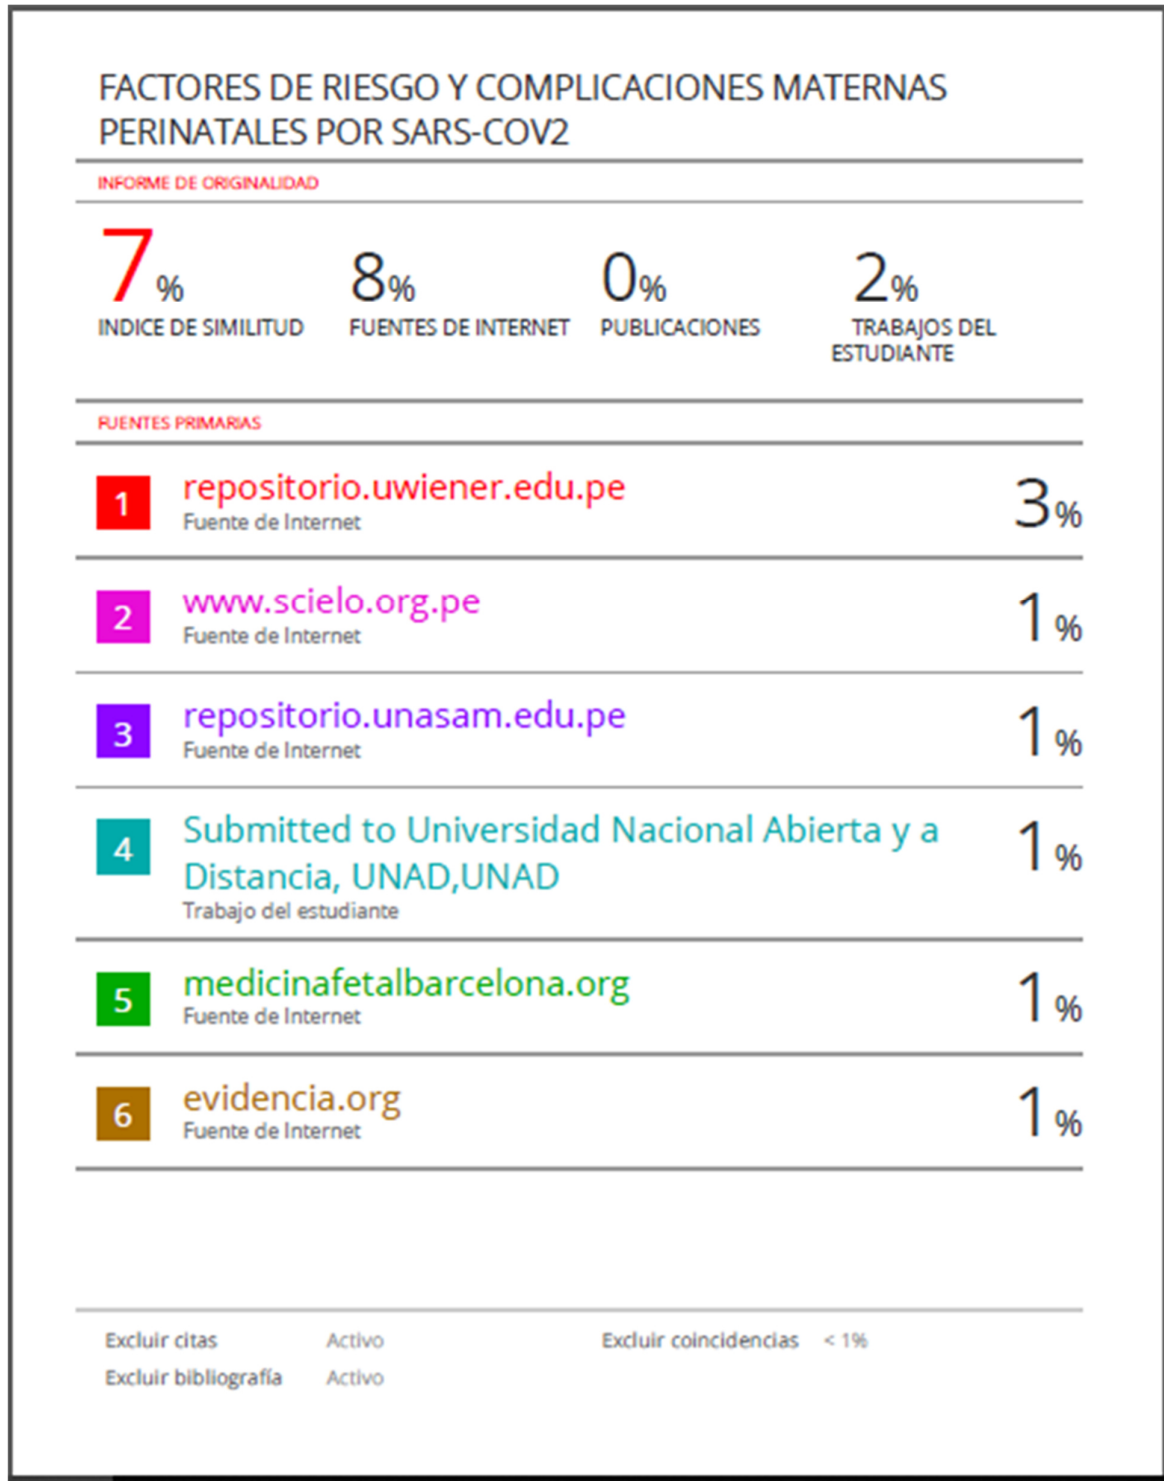 FACTORES DE RIESGO Y COMPLICACIONES MATERNAS
PERINATALES POR SARS-COV2
INFORME DE ORIGINALIDAD
7% 8% 0% 2%
INDICE DE SIMILITUD FUENTES DE INTERNET PUBLICACIONES TRABAJOS DEL
ESTUDIANTE
FUENTES PRIMARIAS
1 repositorio.uwiener.edu.pe 3%
Fuente de Internet
2 www.scielo.org.pe 1%
Fuente de Internet
3 repositorio.unasam.edu.pe 1%
Fuente de Internet
4 Submitted to Universidad Nacional Abierta y a 1%
Distancia, UNAD,UNAD
Trabajo del estudiante
5 medicinafetalbarcelona.org 1%
Fuente de Internet
6 evidencia.org 1%
Fuente de Internet
Excluir citas Activo Excluir coincidencias < 1%
Excluir bibliografía Activo